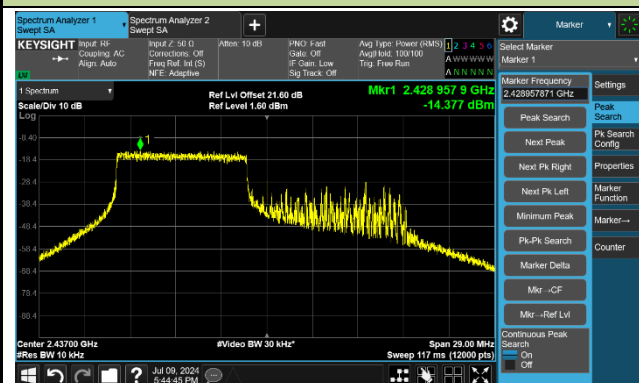 Spectrum Analyzer 1
Swept SA
Spectrum Analyzer 2
Swept SA
+
Marker
KEYSIGHT
Input: RF
Coupling: AC
Align: Auto
Input Z: 50 Ω
Corrections: Off
Freq Ref: Int (S)
NFE: Adaptive
Atten: 10 dB
PNO: Fast
Gate: Off
IF Gain: Low
Sig Track: Off
Avg Type: Power (RMS)
Avg|Hold: 100/100
Trig: Free Run
1 2 3 4 5 6
A W W W W W
A N N N N N
LXI
Select Marker
Marker 1
1 Spectrum
Scale/Div 10 dB
Log
Ref Lvl Offset 21.60 dB
Ref Level 1.60 dBm
Mkr1 2.428 957 9 GHz
-14.377 dBm
1
-8.40
-18.4
-28.4
-38.4
-48.4
-58.4
-68.4
-78.4
-88.4
Center 2.43700 GHz
#Res BW 10 kHz
#Video BW 30 kHz*
Span 29.00 MHz
Sweep 117 ms (12000 pts)
Marker Frequency
2.428957871 GHz
Peak Search
Next Peak
Next Pk Right
Next Pk Left
Minimum Peak
Pk-Pk Search
Marker Delta
Mkr→CF
Mkr→Ref Lvl
Continuous Peak
Search
On
Off
Settings
Peak
Search
Pk Search
Config
Properties
Marker
Function
Marker→
Counter
?
Jul 09, 2024
5:44:45 PM